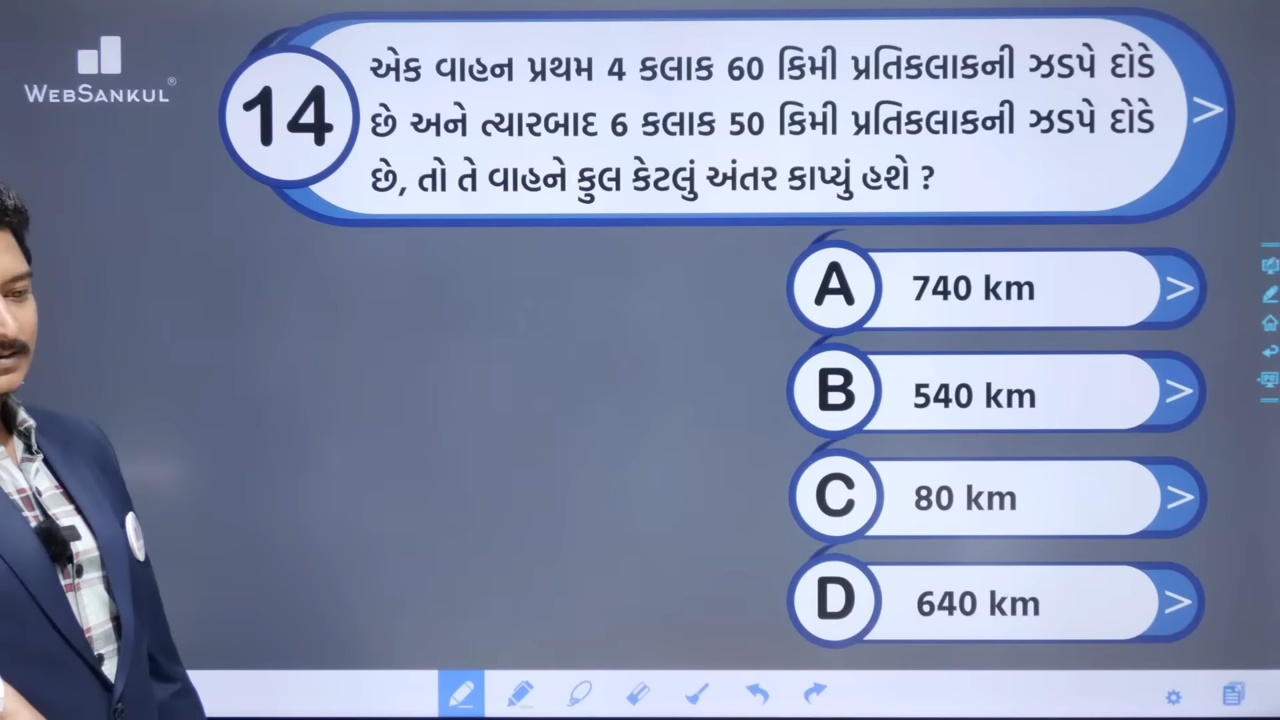 WEBSANKUL®
14
એક વાહન પ્રથમ 4 કલાક 60 કિમી પ્રતિકલાકની ઝડપે દોડે
છે અને ત્યારબાદ 6 કલાક 50 કિમી પ્રતિકલાકની ઝડપે દોડે
છે, તો તે વાહને કુલ કેટલું અંતર કાપ્યું હશે ?
A 740 km
B 540 km
C 80 km
D 640 km